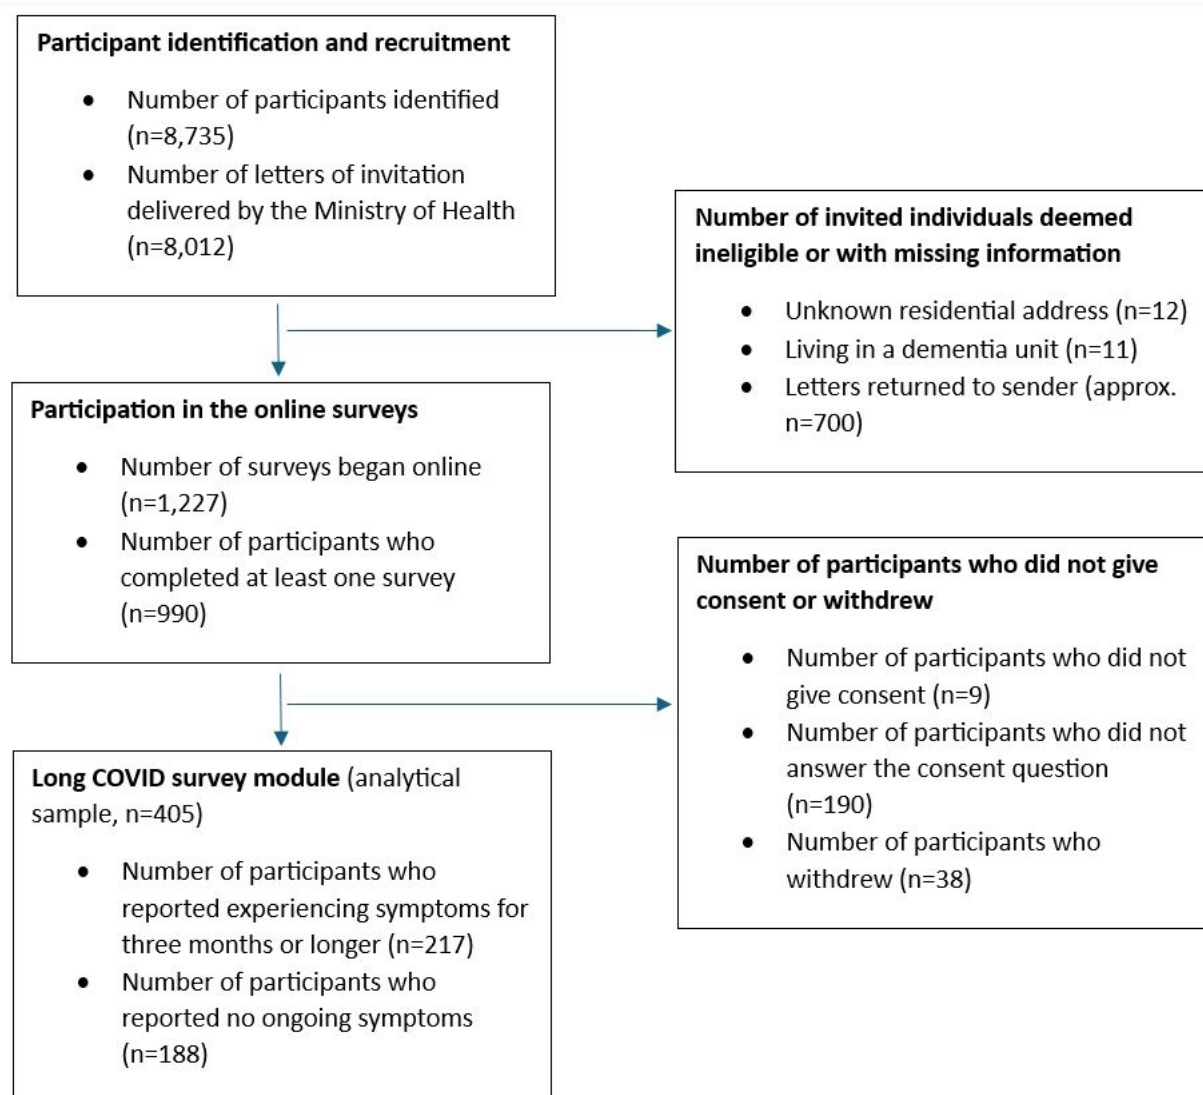 Participant identification and recruitment
• Number of participants identified
(n=8,735)
• Number of letters of invitation
delivered by the Ministry of Health
(n=8,012)
Number of invited individuals deemed
ineligible or with missing information
• Unknown residential address (n=12)
• Living in a dementia unit (n=11)
• Letters returned to sender (approx.
n=700)
Participation in the online surveys
• Number of surveys began online
(n=1,227)
• Number of participants who
completed at least one survey
(n=990)
Number of participants who did not give
consent or withdrew
• Number of participants who did not
give consent (n=9)
• Number of participants who did not
answer the consent question
(n=190)
• Number of participants who
withdrew (n=38)
Long COVID survey module (analytical
sample, n=405)
• Number of participants who
reported experiencing symptoms for
three months or longer (n=217)
• Number of participants who
reported no ongoing symptoms
(n=188)